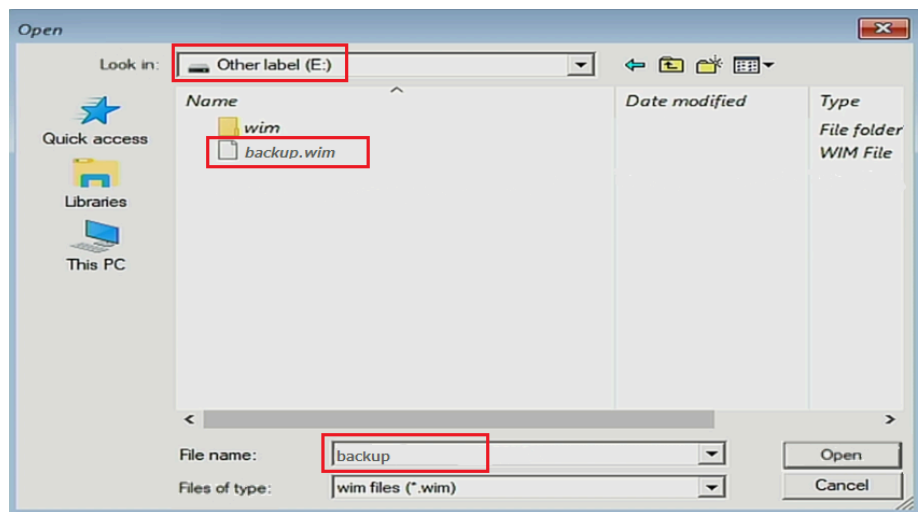 Open
Look in: Other label (E:)
Name Date modified Type
wim File folder
backup.wim WIM File
Quick access
Libraries
This PC
File name: backup Open
Files of type: wim files (*.wim) Cancel